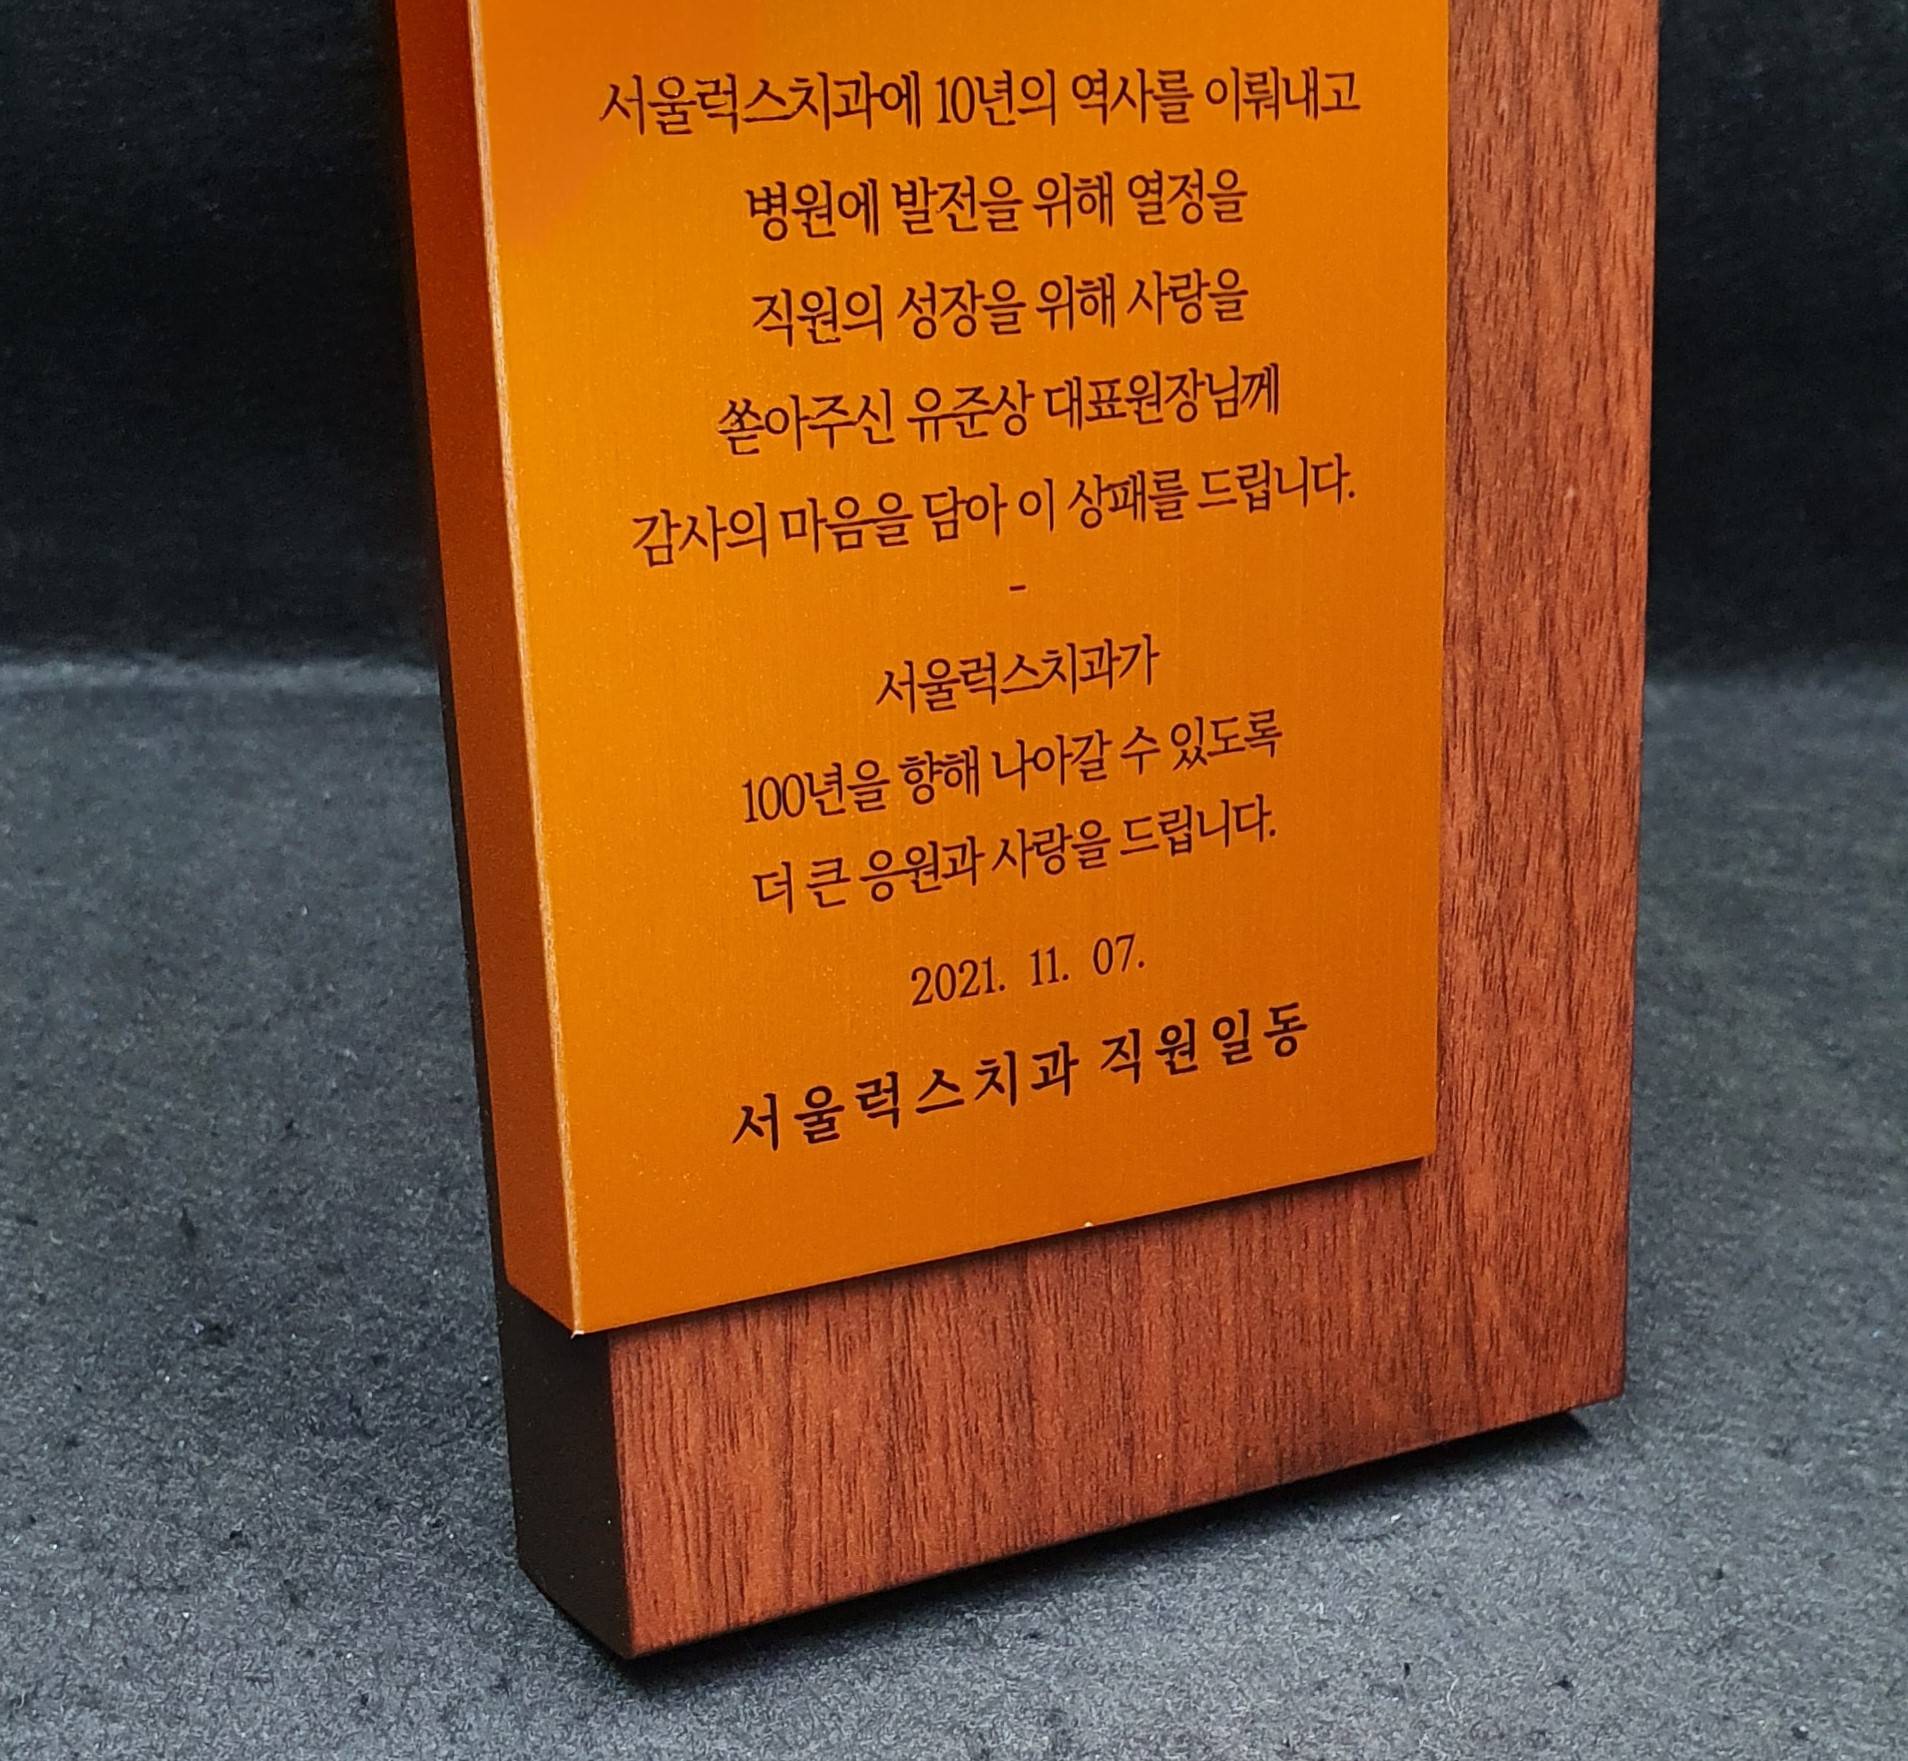 서울럭스치과에 10년의 역사를 이뤄내고
병원에 발전을 위해 열정을
직원의 성장을 위해 사랑을
쏟아주신 유준상 대표원장님께
감사의 마음을 담아 이 상패를 드립니다.
-
서울럭스치과가
100년을 향해 나아갈 수 있도록
더 큰 응원과 사랑을 드립니다.
2021. 11. 07.
서울럭스치과 직원일동